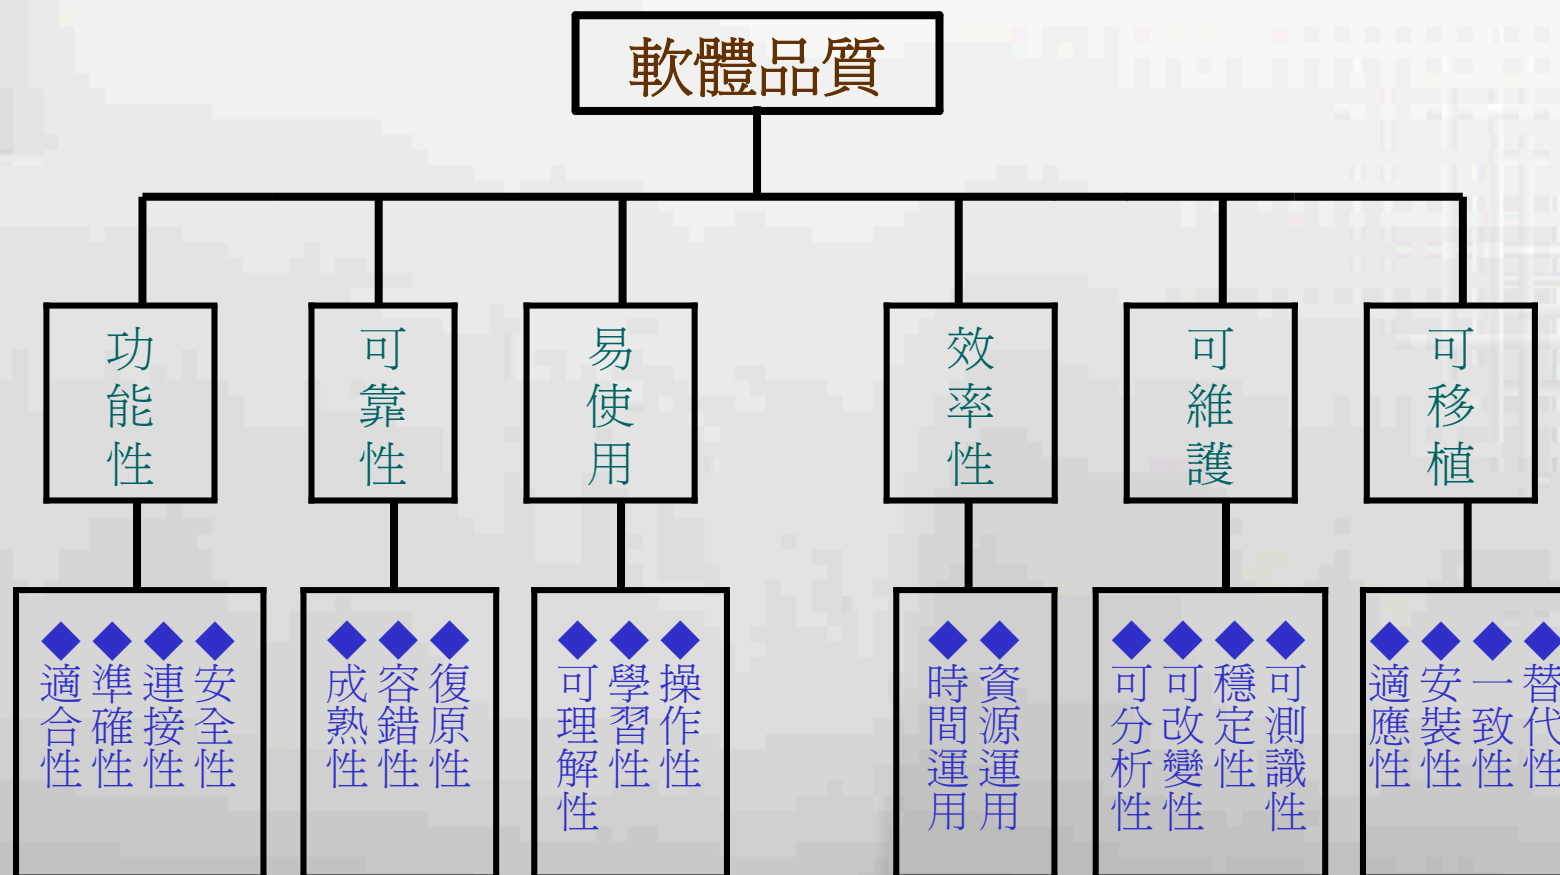 軟體品質
功能性
可靠性
易使用
效率性
可維護
可移植
◆適合性
◆準確性
◆連接性
◆安全性
◆成熟性
◆容錯性
◆復原性
◆可理解性
◆學習性
◆操作性
◆時間運用
◆資源運用
◆可分析性
◆可改變性
◆穩定性
◆可測識性
◆適應性
◆安裝性
◆一致性
◆替代性